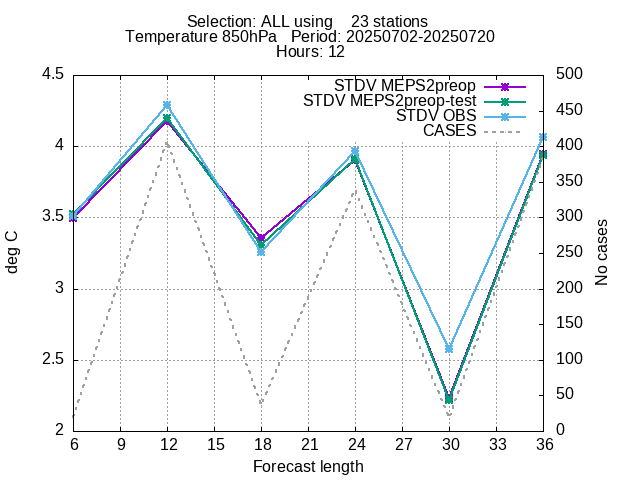 Selection: ALL using    23 stations
Temperature 850hPa   Period: 20250702-20250720
Hours: 12
STDV MEPS2preop
STDV MEPS2preop-test
STDV OBS
CASES
4.5
4
3.5
3
2.5
2
deg C
500
450
400
350
300
250
200
150
100
50
0
No cases
6 9 12 15 18 21 24 27 30 33 36
Forecast length